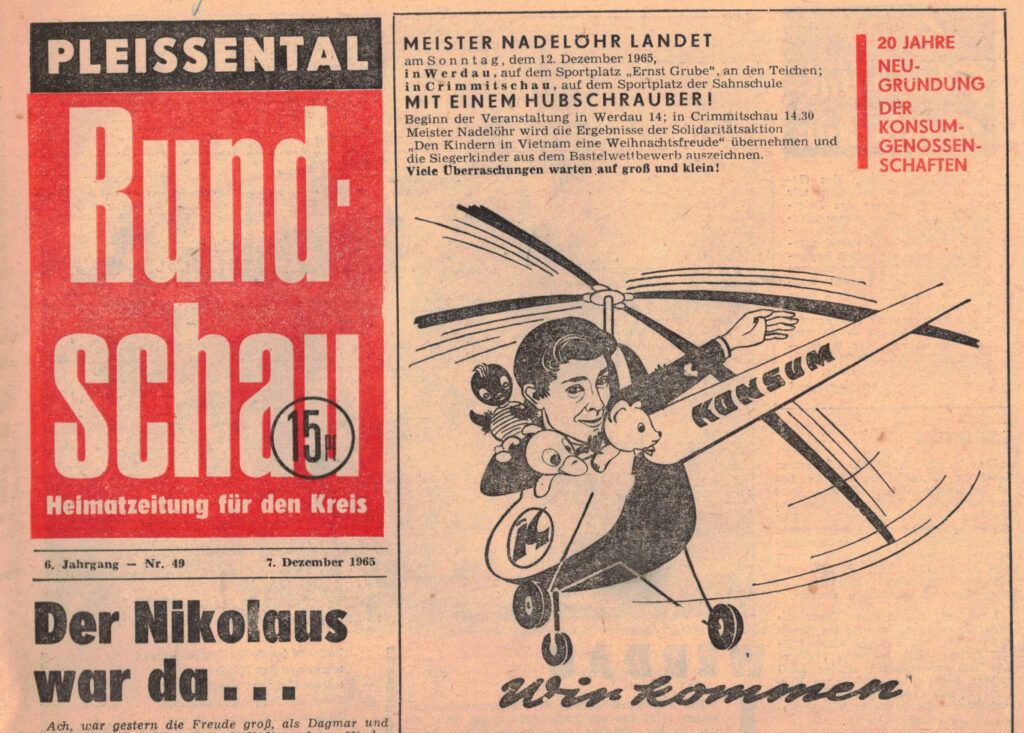 PLEISSENTAL
Rund-
schau
15 Pf
Heimatzeitung für den Kreis
6. Jahrgang — Nr. 49 7. Dezember 1965
Der Nikolaus
war da . . .
Ach, war gestern die Freude groß, als Dagmar und
MEISTER NADELÖHR LANDET
am Sonntag, dem 12. Dezember 1965,
in Werdau, auf dem Sportplatz „Ernst Grube“, an den Teichen;
in Crimmitschau, auf dem Sportplatz der Sahnschule
MIT EINEM HUBSCHRAUBER!
Beginn der Veranstaltung in Werdau 14; in Crimmitschau 14.30
Meister Nadelöhr wird die Ergebnisse der Solidaritätsaktion
„Den Kindern in Vietnam eine Weihnachtsfreude“ übernehmen und
die Siegerkinder aus dem Bastelwettbewerb auszeichnen.
Viele Überraschungen warten auf groß und klein!
20 JAHRE
NEU-
GRÜNDUNG
DER
KONSUM-
GENOSSEN-
SCHAFTEN
KONSUM
Wir kommen